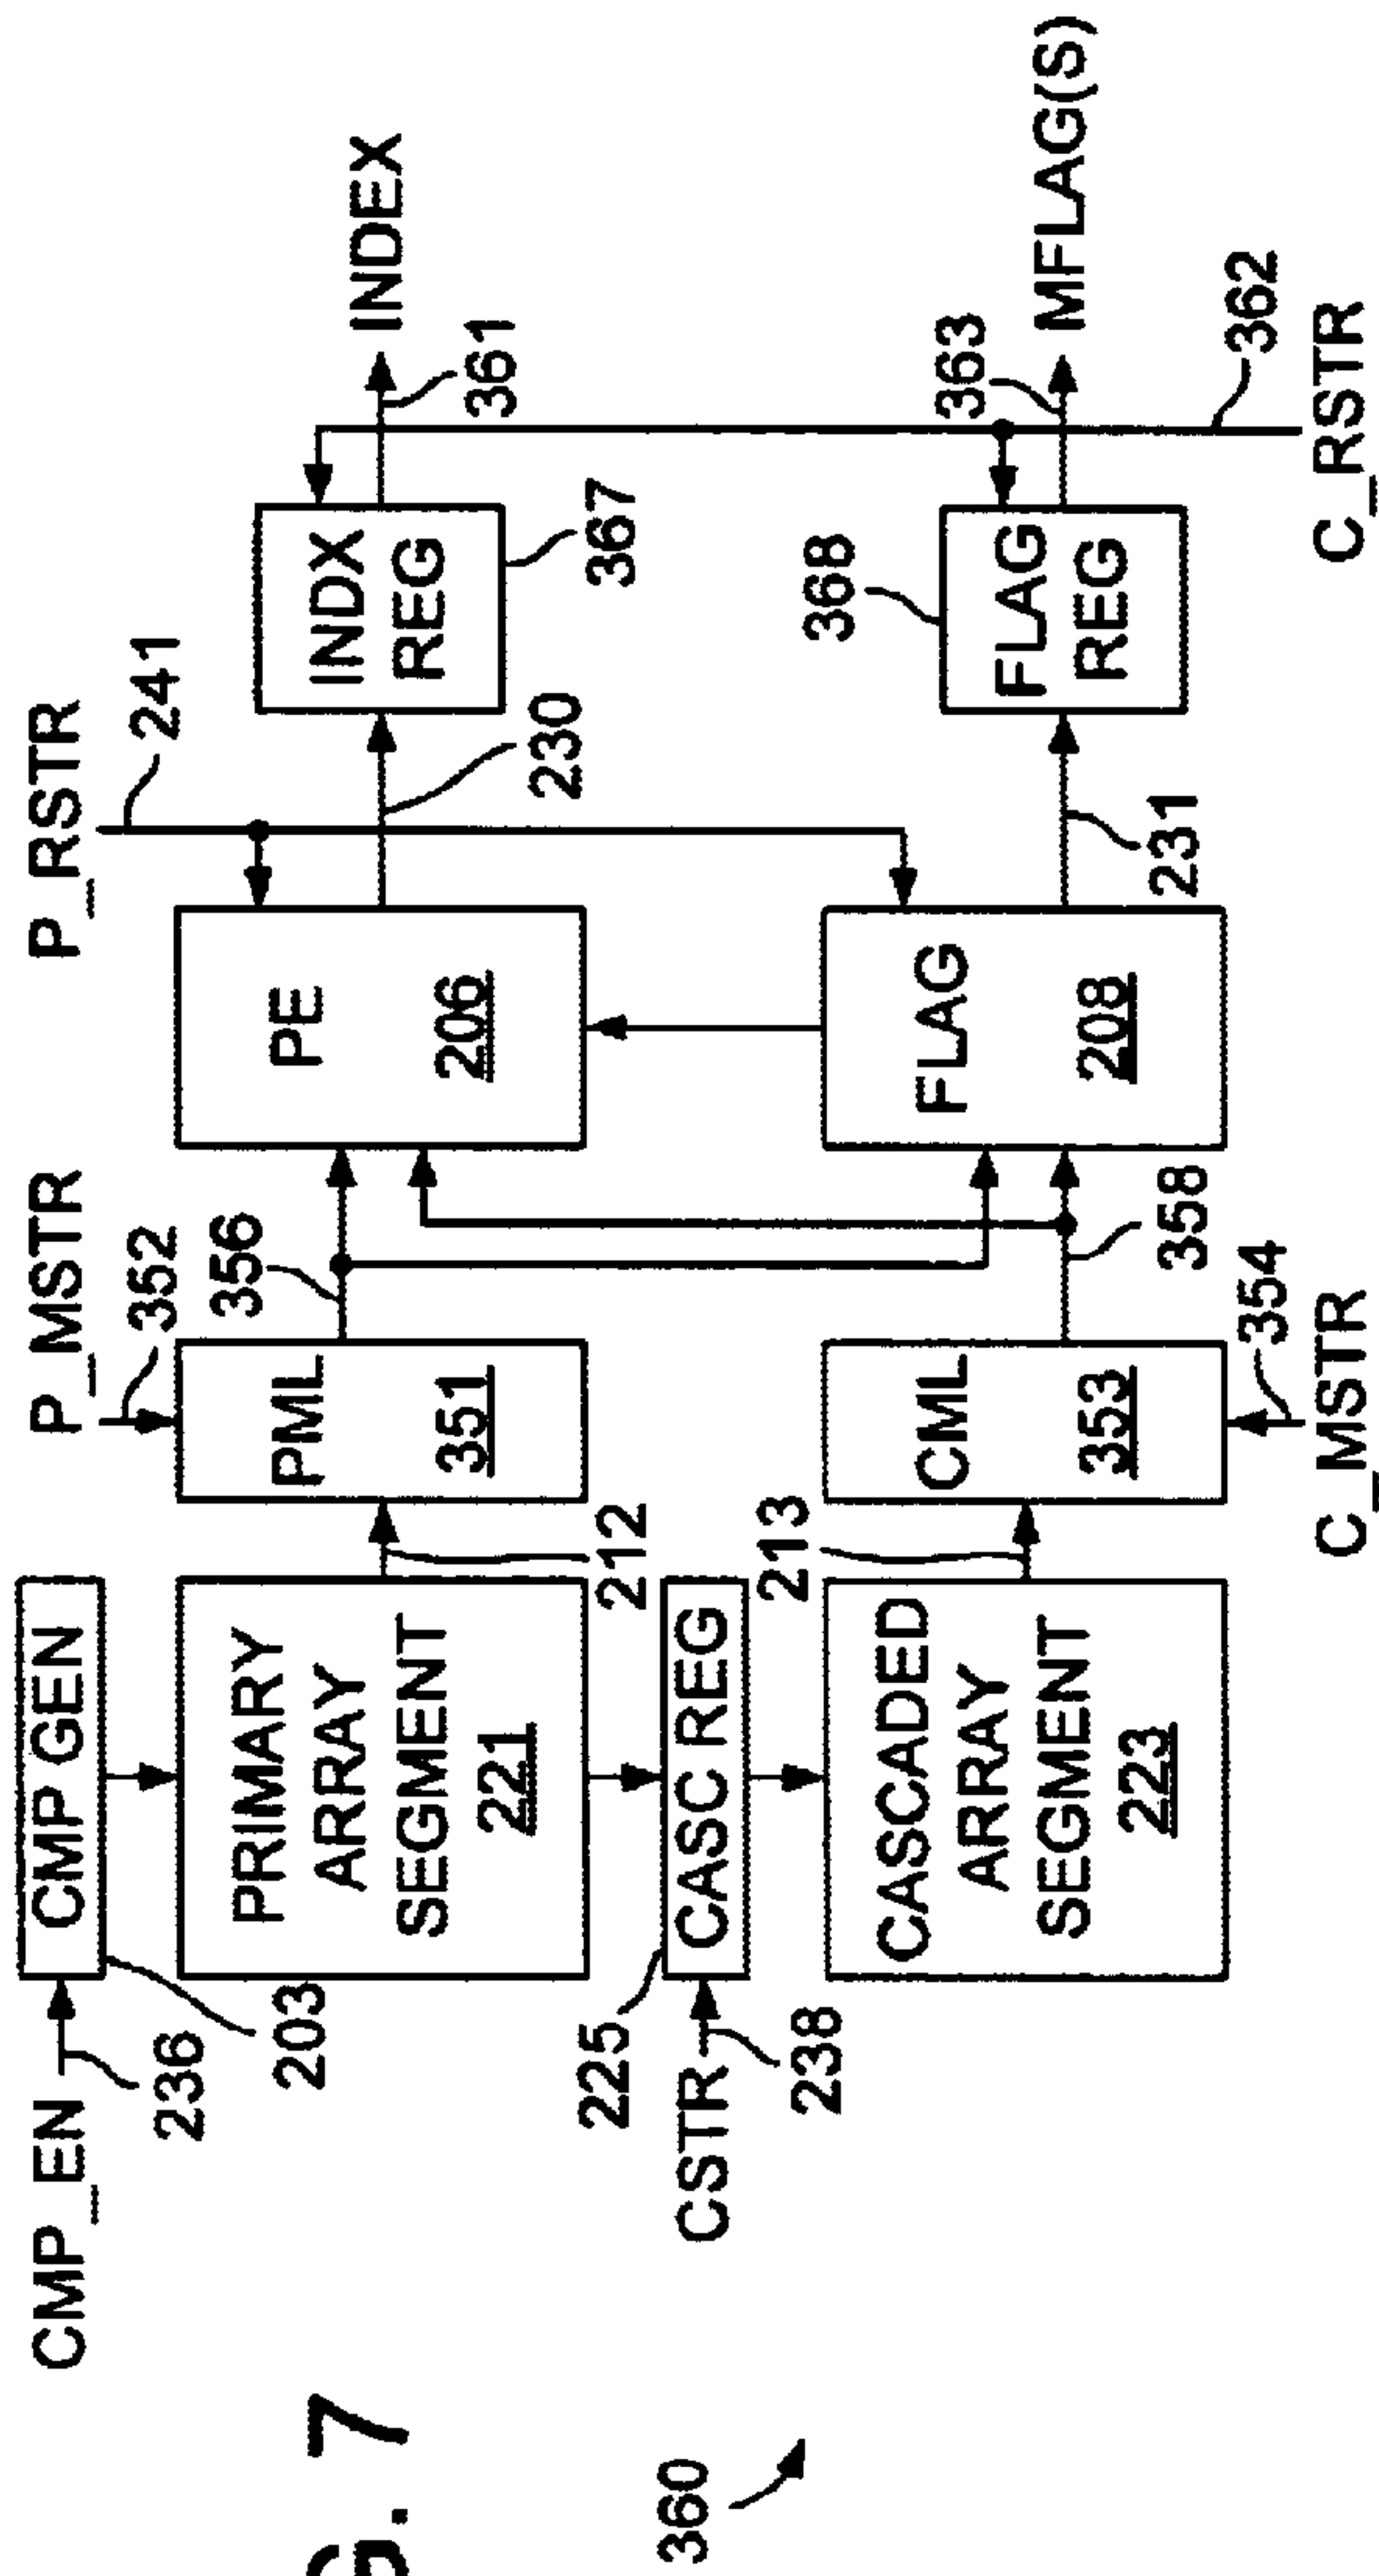 CMP_EN
236
CMP GEN
203
PRIMARY
ARRAY
SEGMENT
221
212
P_MSTR
352
PML
351
356
PE
206
P_RSTR
241
230
INDX
REG
367
361
INDEX
225
CSTR
238
CASC REG
CASCADED
ARRAY
SEGMENT
223
213
CML
353
354
C_MSTR
358
FLAG
208
231
FLAG
REG
368
363
MFLAG(S)
362
C_RSTR
G. 7
360